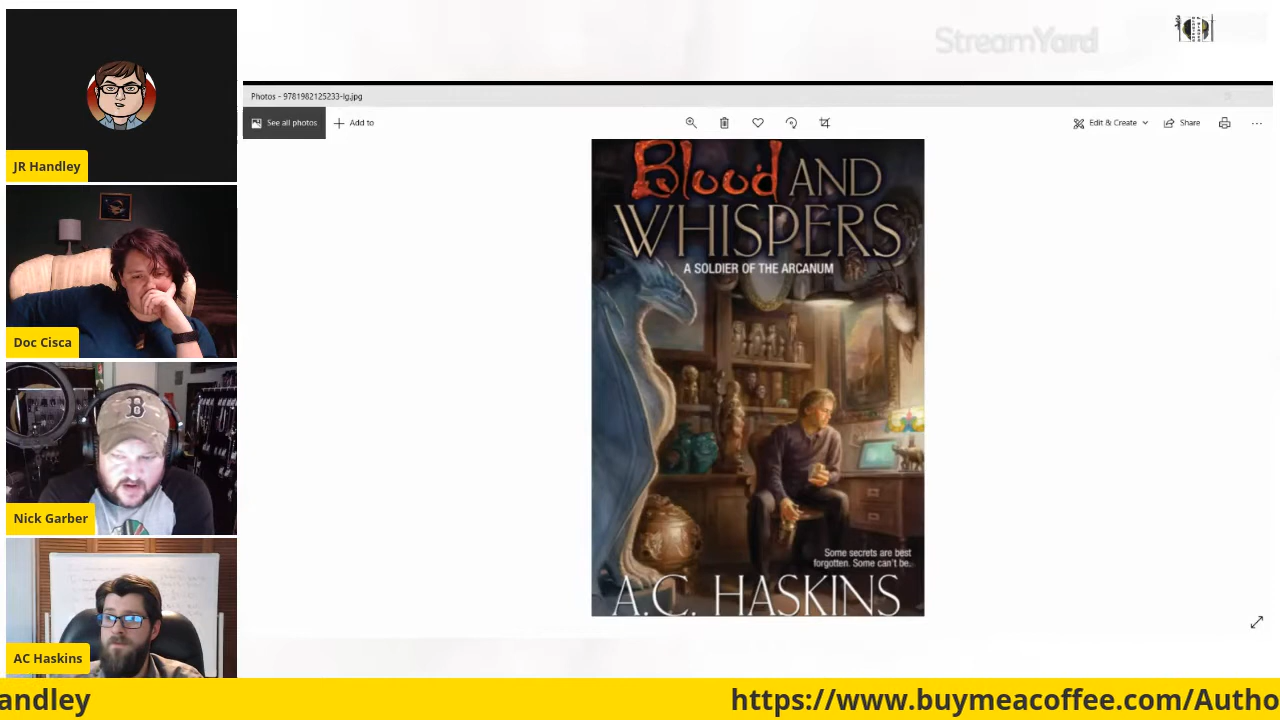 StreamYard
Photos - 9781982125233-lg.jpg
See all photos
Add to
Edit & Create
Share
JR Handley
Doc Cisca
Nick Garber
B
AC Haskins
Blood AND
WHISPERS
A SOLDIER OF THE ARCANUM
Some secrets are best
forgotten. Some can't be.
A.C. HASKINS
andley
https://www.buymeacoffee.com/Autho